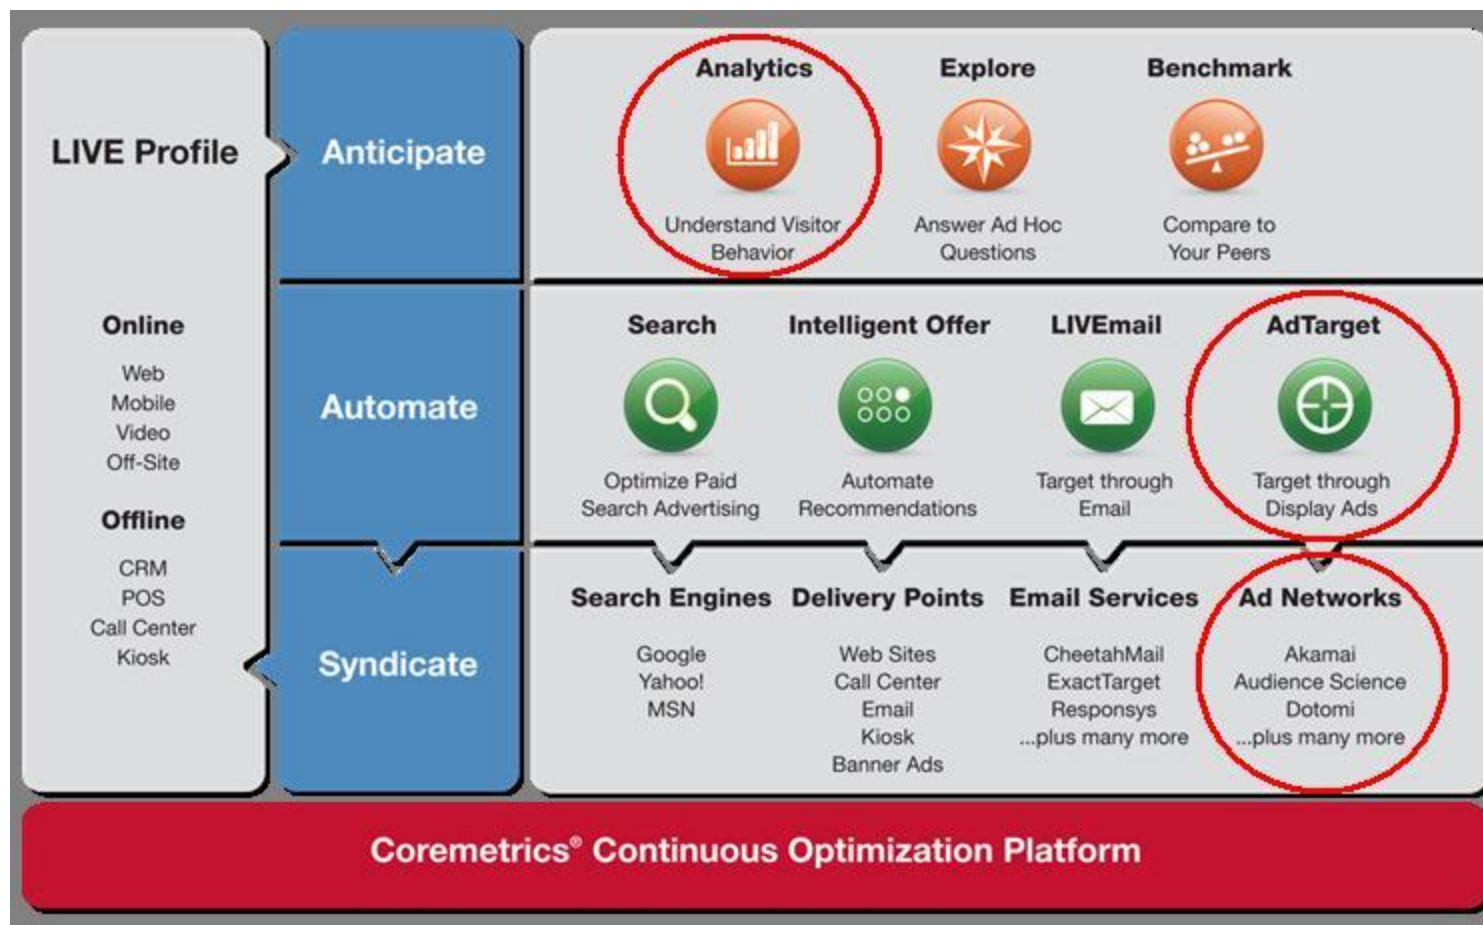 LIVE Profile
Online
Web
Mobile
Video
Off-Site
Offline
CRM
POS
Call Center
Kiosk
Anticipate
Analytics
Understand Visitor
Behavior
Explore
Answer Ad Hoc
Questions
Benchmark
Compare to
Your Peers
Automate
Search
Optimize Paid
Search Advertising
Intelligent Offer
Automate
Recommendations
LIVEmail
Target through
Email
AdTarget
Target through
Display Ads
Syndicate
Search Engines
Google
Yahoo!
MSN
Delivery Points
Web Sites
Call Center
Email
Kiosk
Banner Ads
Email Services
CheetahMail
ExactTarget
Responsys
...plus many more
Ad Networks
Akamai
Audience Science
Dotomi
...plus many more
Coremetrics® Continuous Optimization Platform